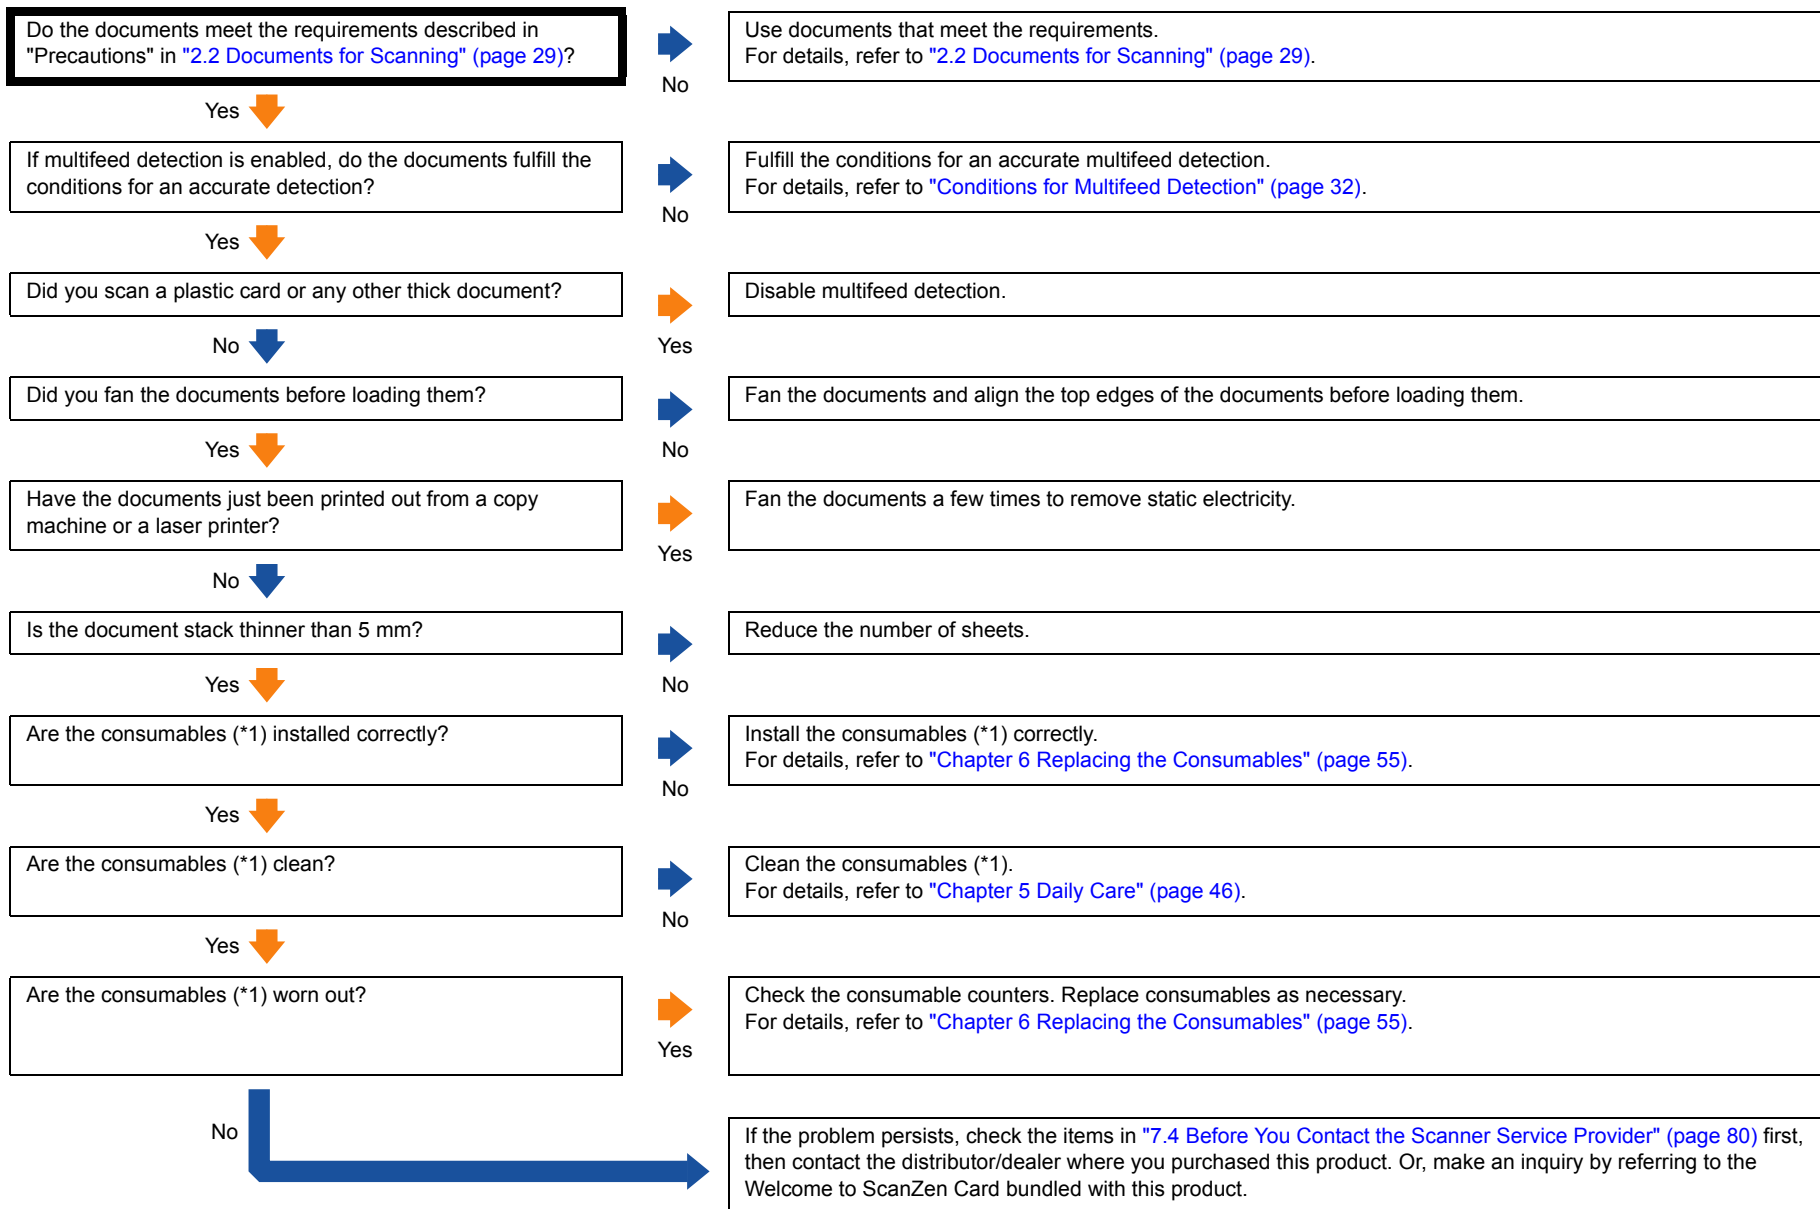 Do the documents meet the requirements described in
"Precautions" in "2.2 Documents for Scanning" (page 29)?
No
Use documents that meet the requirements.
For details, refer to "2.2 Documents for Scanning" (page 29).
Yes
If multifeed detection is enabled, do the documents fulfill the
conditions for an accurate detection?
No
Fulfill the conditions for an accurate multifeed detection.
For details, refer to "Conditions for Multifeed Detection" (page 32).
Yes
Did you scan a plastic card or any other thick document?
Yes
Disable multifeed detection.
No
Did you fan the documents before loading them?
No
Fan the documents and align the top edges of the documents before loading them.
Yes
Have the documents just been printed out from a copy
machine or a laser printer?
Yes
Fan the documents a few times to remove static electricity.
No
Is the document stack thinner than 5 mm?
No
Reduce the number of sheets.
Yes
Are the consumables (*1) installed correctly?
No
Install the consumables (*1) correctly.
For details, refer to "Chapter 6 Replacing the Consumables" (page 55).
Yes
Are the consumables (*1) clean?
No
Clean the consumables (*1).
For details, refer to "Chapter 5 Daily Care" (page 46).
Yes
Are the consumables (*1) worn out?
Yes
Check the consumable counters. Replace consumables as necessary.
For details, refer to "Chapter 6 Replacing the Consumables" (page 55).
No
If the problem persists, check the items in "7.4 Before You Contact the Scanner Service Provider" (page 80) first,
then contact the distributor/dealer where you purchased this product. Or, make an inquiry by referring to the
Welcome to ScanZen Card bundled with this product.